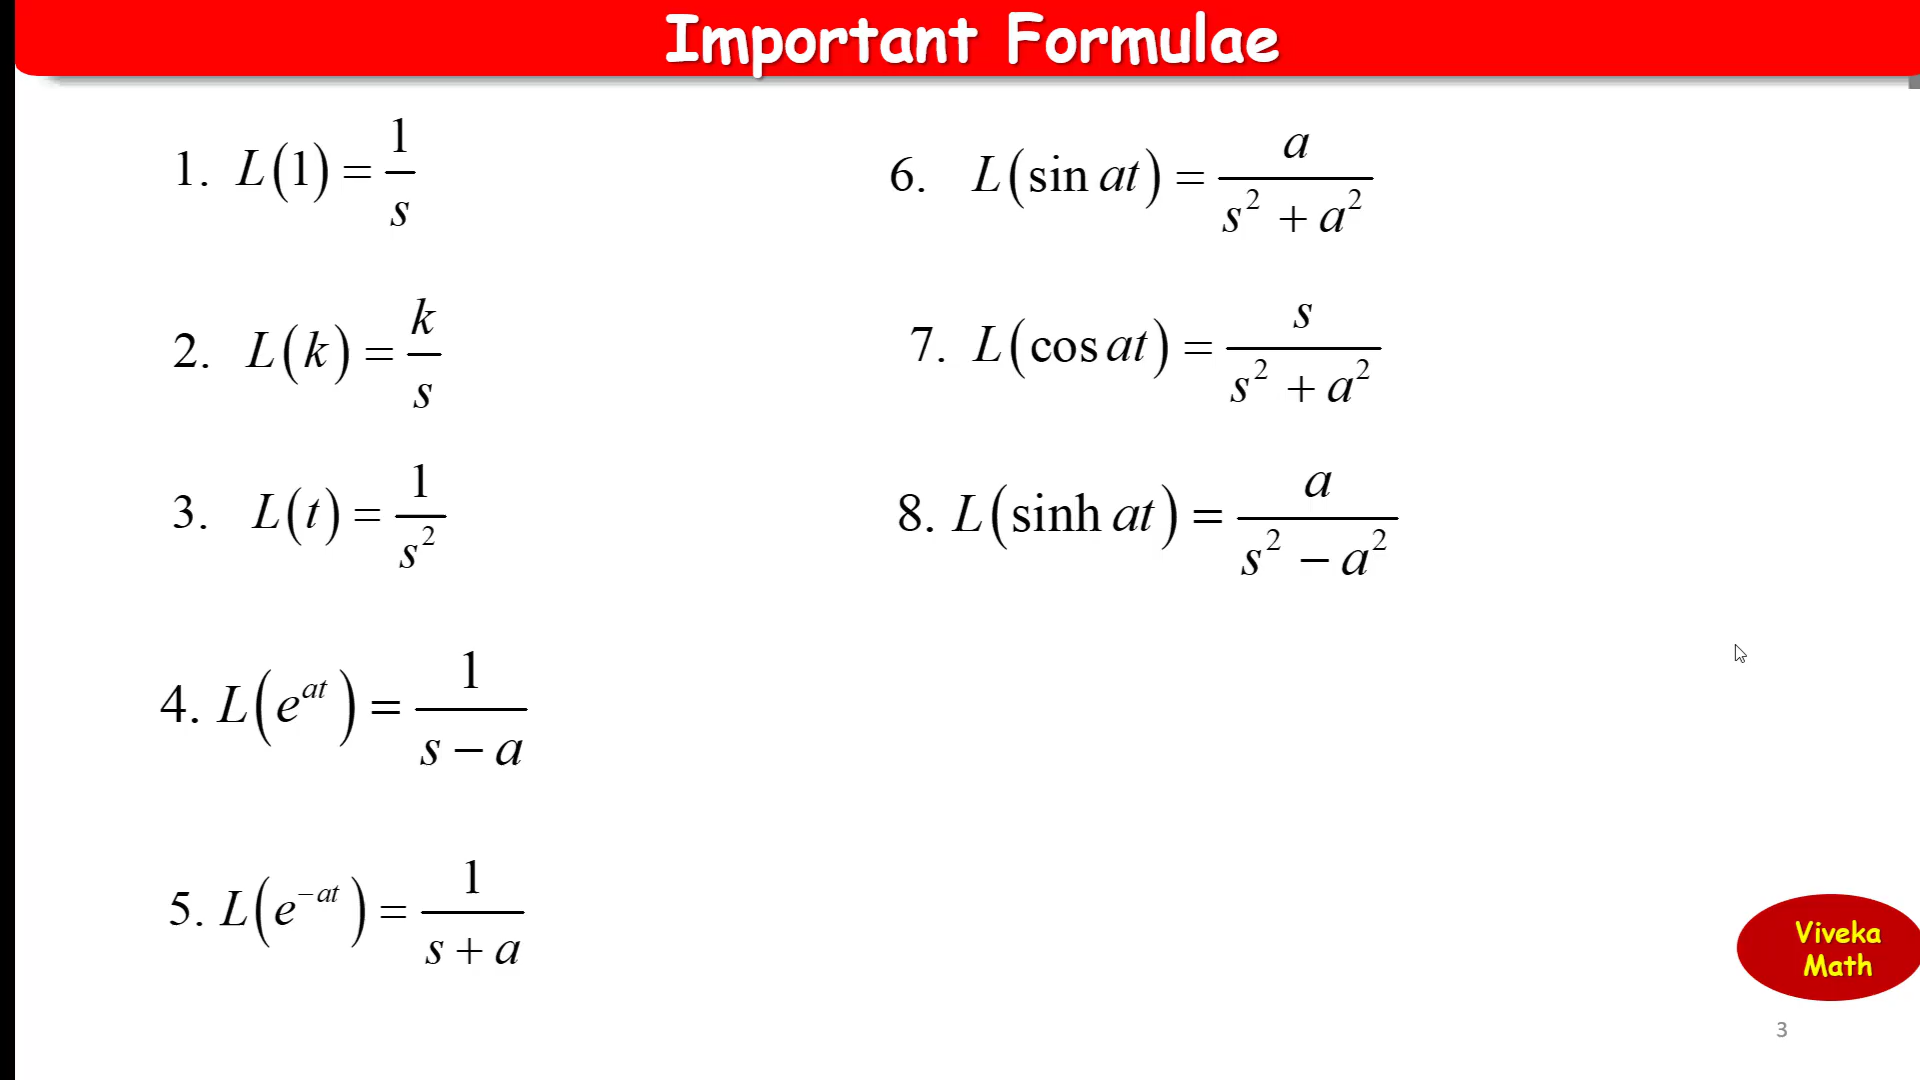 Important Formulae
1. L(1) = 1/s
2. L(k) = k/s
3. L(t) = 1/s²
4. L(e^{at}) = 1/(s − a)
5. L(e^{−at}) = 1/(s + a)
6. L(sin at) = a/(s² + a²)
7. L(cos at) = s/(s² + a²)
8. L(sinh at) = a/(s² − a²)
Viveka
Math
3